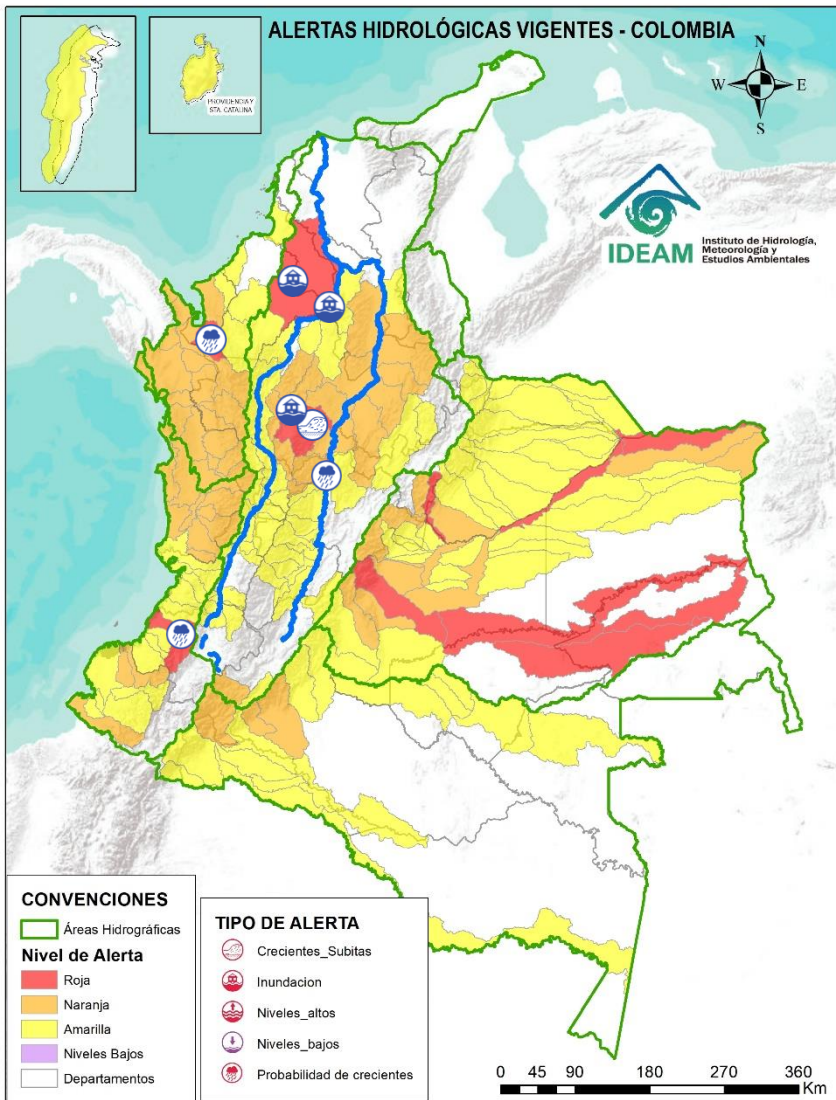 ALERTAS HIDROLÓGICAS VIGENTES - COLOMBIA
PROVIDENCIA Y
STA. CATALINA
N
W
E
S
IDEAM
Instituto de Hidrología,
Meteorología y
Estudios Ambientales
CONVENCIONES
Áreas Hidrográficas
Nivel de Alerta
Roja
Naranja
Amarilla
Niveles Bajos
Departamentos
TIPO DE ALERTA
Crecientes_Subitas
Inundacion
Niveles_altos
Niveles_bajos
Probabilidad de crecientes
0 45 90 180 270 360
Km